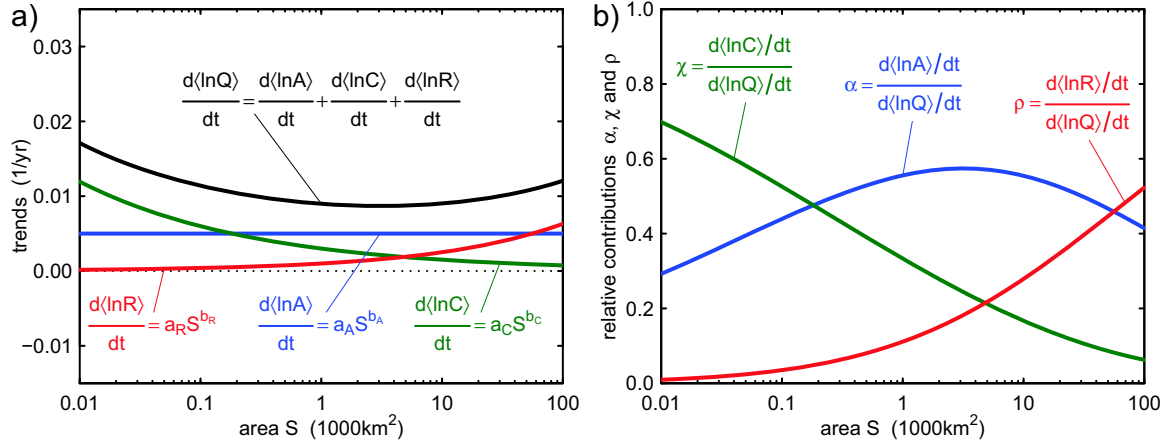 a)
trends (1/yr)
0.03
0.02
0.01
0.00
−0.01
d⟨lnQ⟩/dt = d⟨lnA⟩/dt + d⟨lnC⟩/dt + d⟨lnR⟩/dt
d⟨lnR⟩/dt = a_R S^{b_R}
d⟨lnA⟩/dt = a_A S^{b_A}
d⟨lnC⟩/dt = a_C S^{b_C}
0.01 0.1 1 10 100
area S (1000km²)
b)
relative contributions α, χ and ρ
1.0
0.8
0.6
0.4
0.2
0.0
χ = d⟨lnC⟩/dt / d⟨lnQ⟩/dt
α = d⟨lnA⟩/dt / d⟨lnQ⟩/dt
ρ = d⟨lnR⟩/dt / d⟨lnQ⟩/dt
0.01 0.1 1 10 100
area S (1000km²)